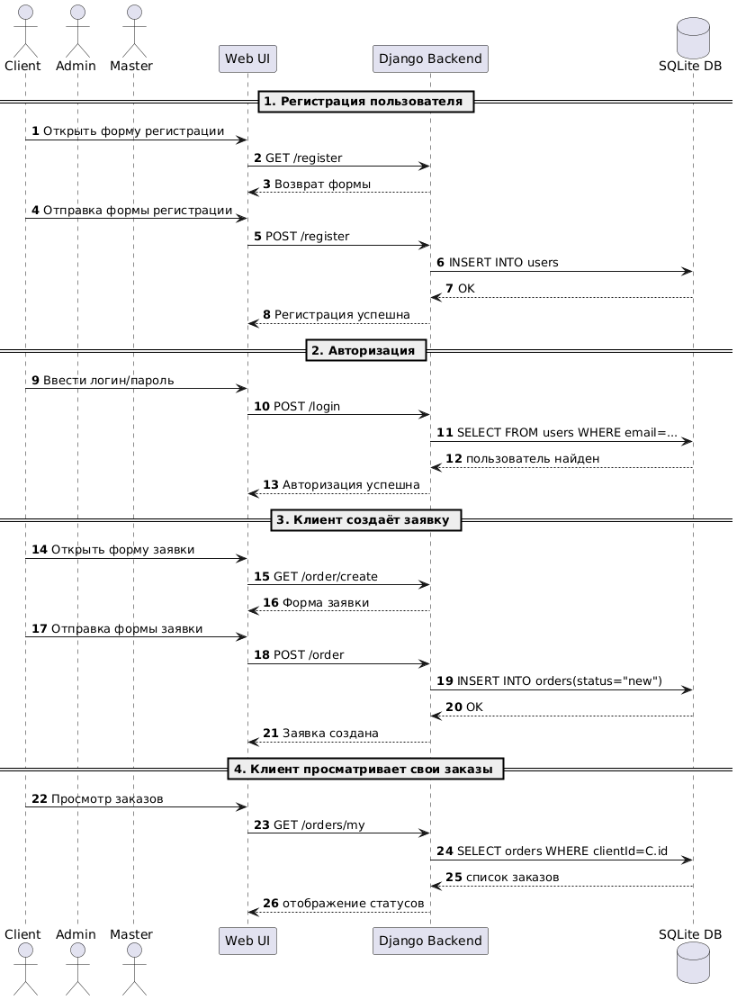 Client
Admin
Master
Web UI
Django Backend
SQLite DB
1. Регистрация пользователя
1 Открыть форму регистрации
2 GET /register
3 Возврат формы
4 Отправка формы регистрации
5 POST /register
6 INSERT INTO users
7 OK
8 Регистрация успешна
2. Авторизация
9 Ввести логин/пароль
10 POST /login
11 SELECT FROM users WHERE email=...
12 пользователь найден
13 Авторизация успешна
3. Клиент создаёт заявку
14 Открыть форму заявки
15 GET /order/create
16 Форма заявки
17 Отправка формы заявки
18 POST /order
19 INSERT INTO orders(status="new")
20 OK
21 Заявка создана
4. Клиент просматривает свои заказы
22 Просмотр заказов
23 GET /orders/my
24 SELECT orders WHERE clientId=C.id
25 список заказов
26 отображение статусов
Client
Admin
Master
Web UI
Django Backend
SQLite DB